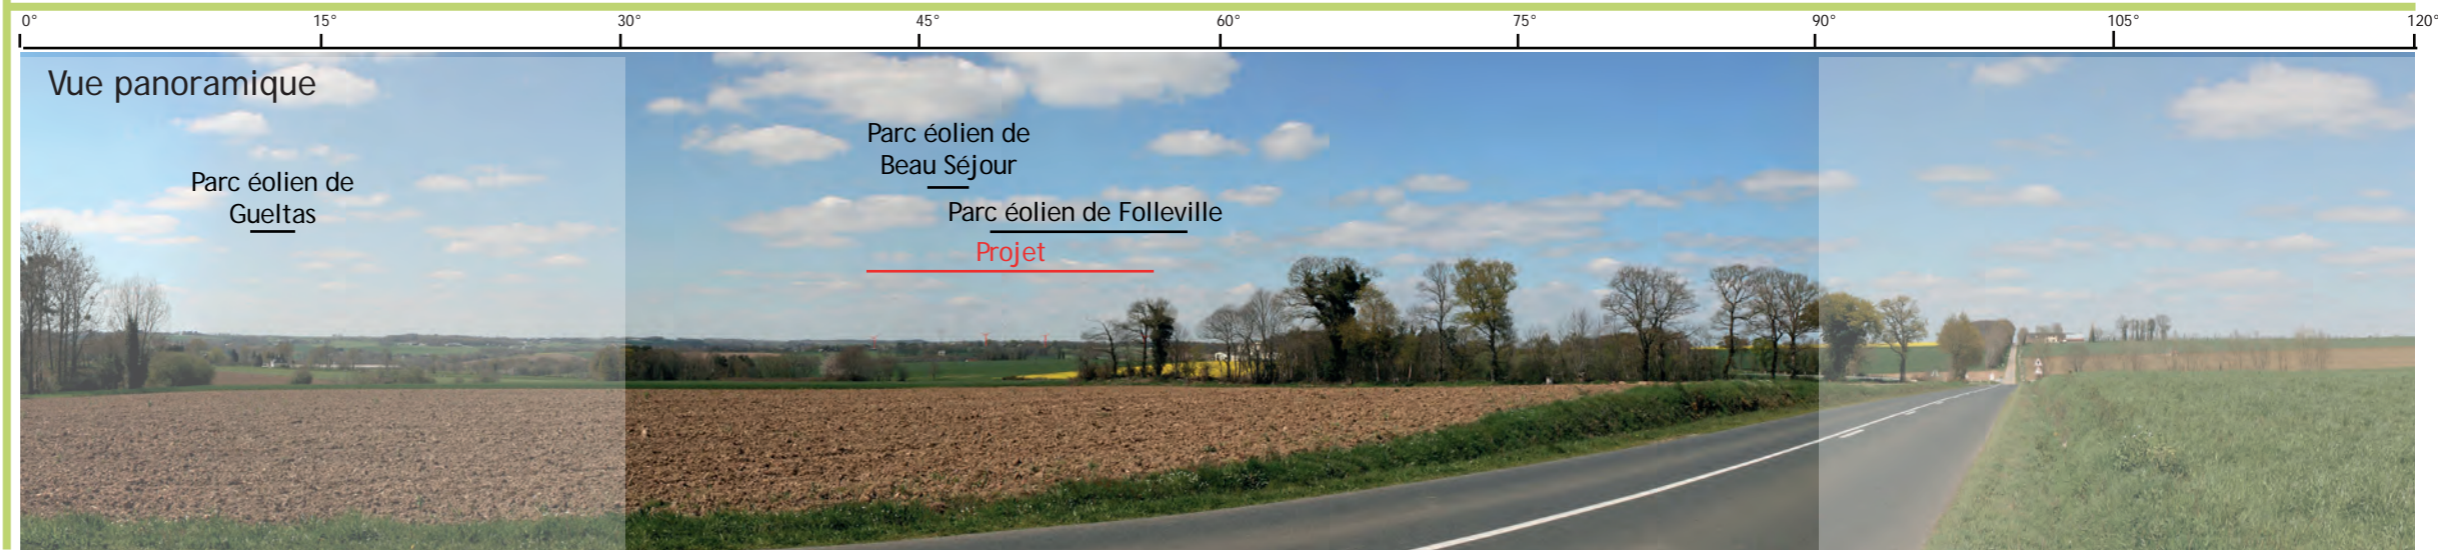 0° 15° 30° 45° 60° 75° 90° 105° 120°
Vue panoramique
Parc éolien de
Gueltas
Parc éolien de
Beau Séjour
Parc éolien de Folleville
Projet